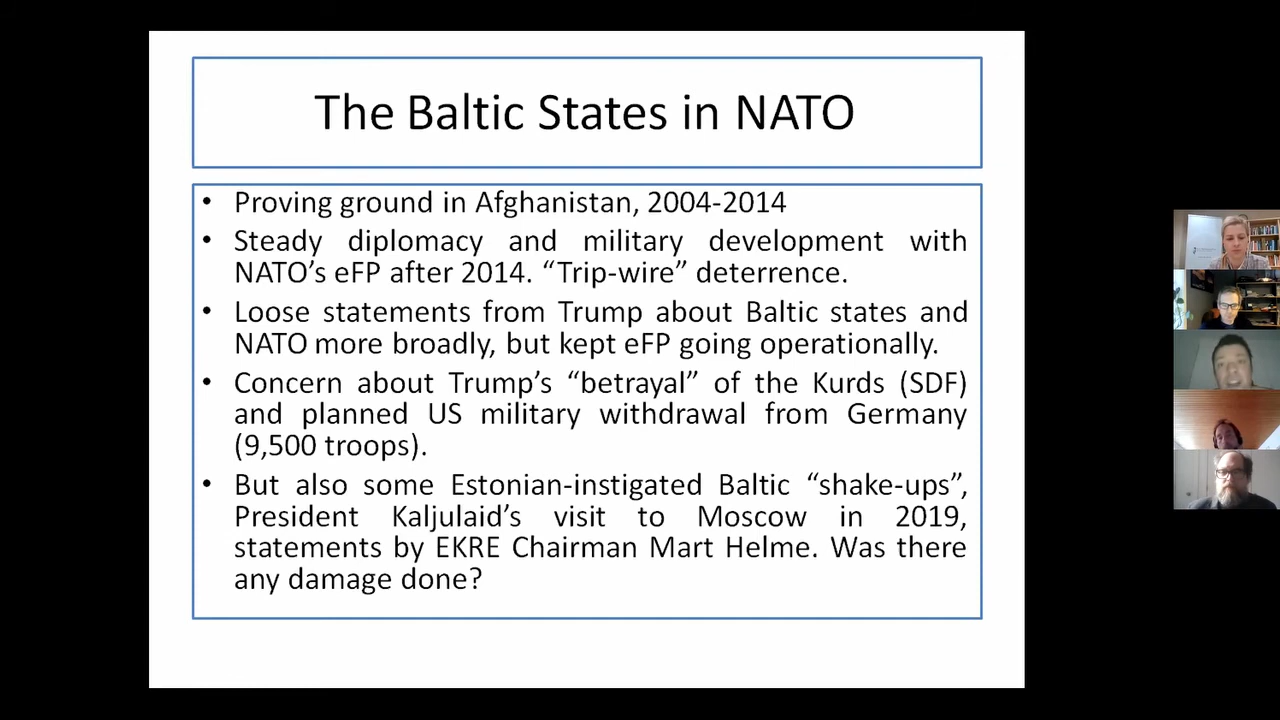 The Baltic States in NATO
• Proving ground in Afghanistan, 2004-2014
• Steady diplomacy and military development with
NATO’s eFP after 2014. “Trip-wire” deterrence.
• Loose statements from Trump about Baltic states and
NATO more broadly, but kept eFP going operationally.
• Concern about Trump’s “betrayal” of the Kurds (SDF)
and planned US military withdrawal from Germany
(9,500 troops).
• But also some Estonian-instigated Baltic “shake-ups”,
President Kaljulaid’s visit to Moscow in 2019,
statements by EKRE Chairman Mart Helme. Was there
any damage done?